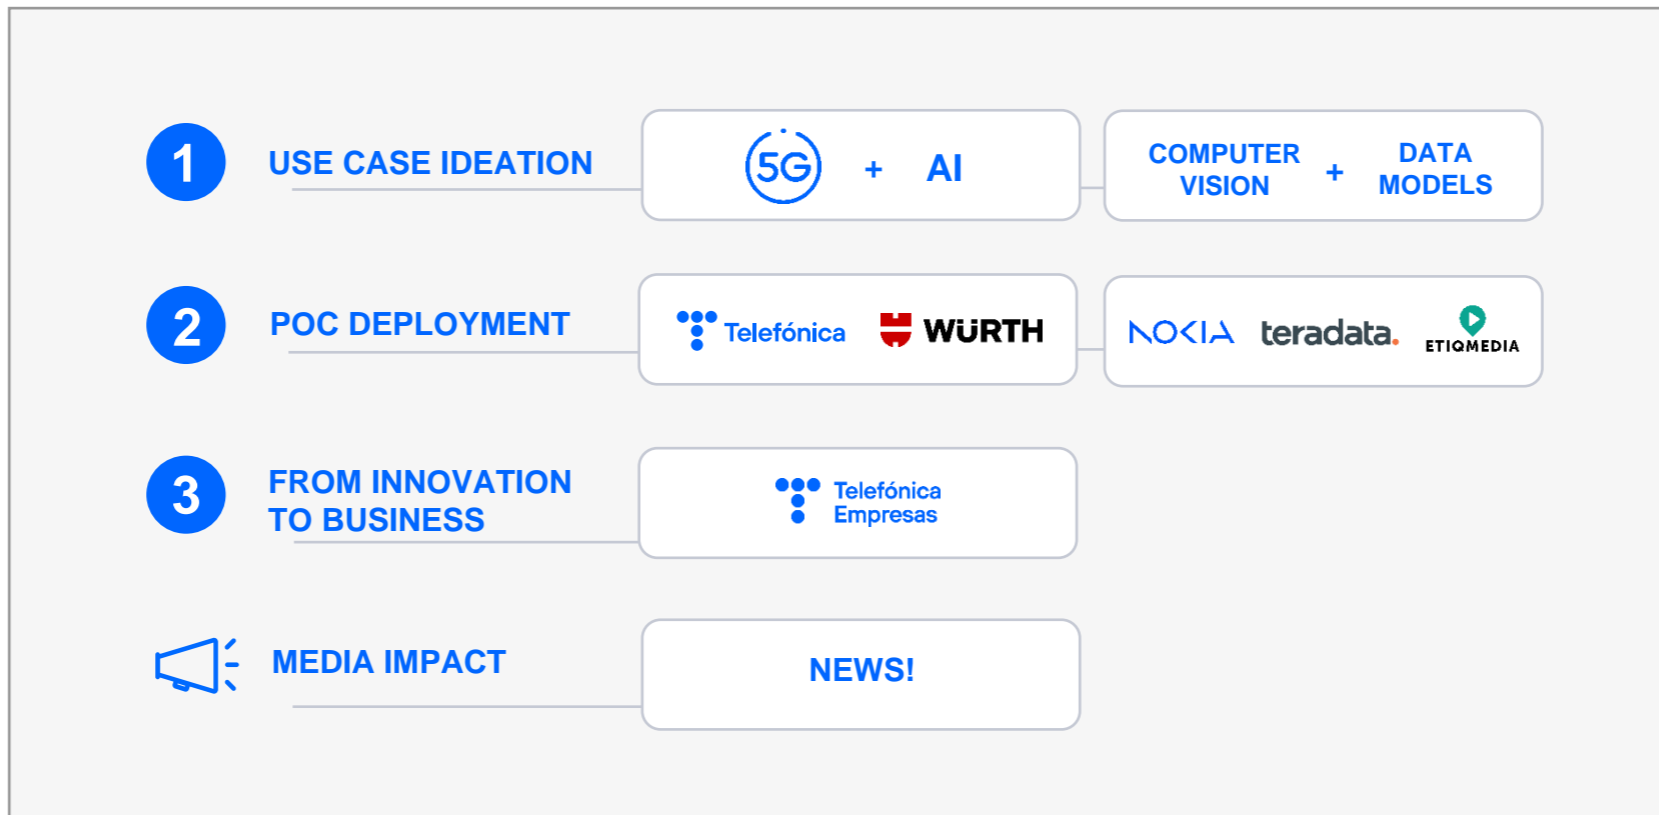 1
USE CASE IDEATION
5G + AI
COMPUTER
VISION
+
DATA
MODELS
2
POC DEPLOYMENT
Telefónica
WÜRTH
NOKIA
teradata.
ETIQMEDIA
3
FROM INNOVATION
TO BUSINESS
Telefónica
Empresas
MEDIA IMPACT
NEWS!